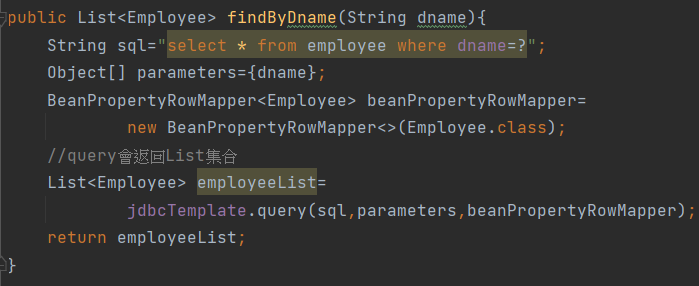 public List<Employee> findByDname(String dname){
String sql="select * from employee where dname=?";
Object[] parameters={dname};
BeanPropertyRowMapper<Employee> beanPropertyRowMapper=
new BeanPropertyRowMapper<>(Employee.class);
//query會返回List集合
List<Employee> employeeList=
jdbcTemplate.query(sql,parameters,beanPropertyRowMapper);
return employeeList;
}